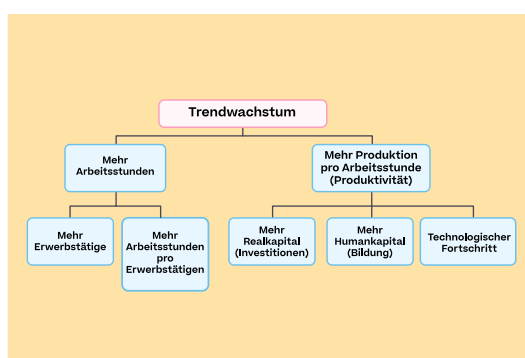 Trendwachstum
Mehr
Arbeitsstunden
Mehr Produktion
pro Arbeitsstunde
(Produktivität)
Mehr
Erwerbstätige
Mehr
Arbeitsstunden
pro
Erwerbstätigen
Mehr
Realkapital
(Investitionen)
Mehr
Humankapital
(Bildung)
Technologischer
Fortschritt